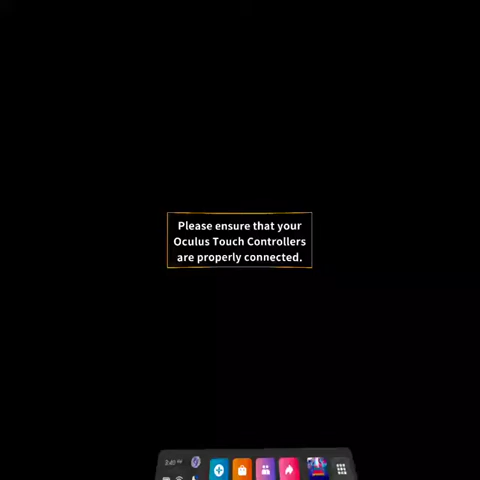 Please ensure that your
Oculus Touch Controllers
are properly connected.